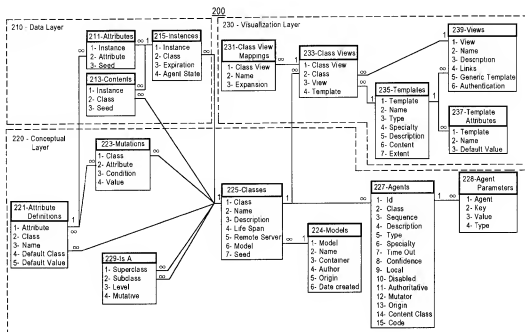 200
210 - Data Layer
211-Attributes
1- Instance
2- Attribute
3- Seed
215-Instences
1- Instance
2- Class
3- Expiration
4- Agent State
213-Contents
1- Instance
2- Class
3- Seed
230 - Visualization Layer
231-Class View
Mappings
1- Class View
2- Name
3- Expansion
233-Class Views
1- Class View
2- Class
3- View
4- Template
235-Templates
1- Template
2- Name
3- Type
4- Specialty
5- Description
6- Content
7- Extent
239-Views
1- View
2- Name
3- Description
4- Links
5- Generic Template
6- Authentication
237-Template
Attributes
1- Template
2- Name
3- Default Value
220 - Conceptual
Layer
221-Attribute
Definitions
1- Attribute
2- Class
3- Name
4- Default Class
5- Default Value
223-Mutations
1- Class
2- Attribute
3- Condition
4- Value
229-Is A
1- Superclass
2- Subclass
3- Level
4- Mutative
225-Classes
1- Class
2- Name
3- Description
4- Life Span
5- Remote Server
6- Model
7- Seed
224-Models
1- Model
2- Name
3- Container
4- Author
5- Origin
6- Date created
227-Agents
1- Id
2- Class
3- Sequence
4- Description
5- Type
6- Specialty
7- Time Out
8- Confidence
9- Local
10- Disabled
11- Authoritative
12- Mutator
13- Origin
14- Content Class
15- Code
228-Agent
Parameters
1- Agent
2- Key
3- Value
4- Type